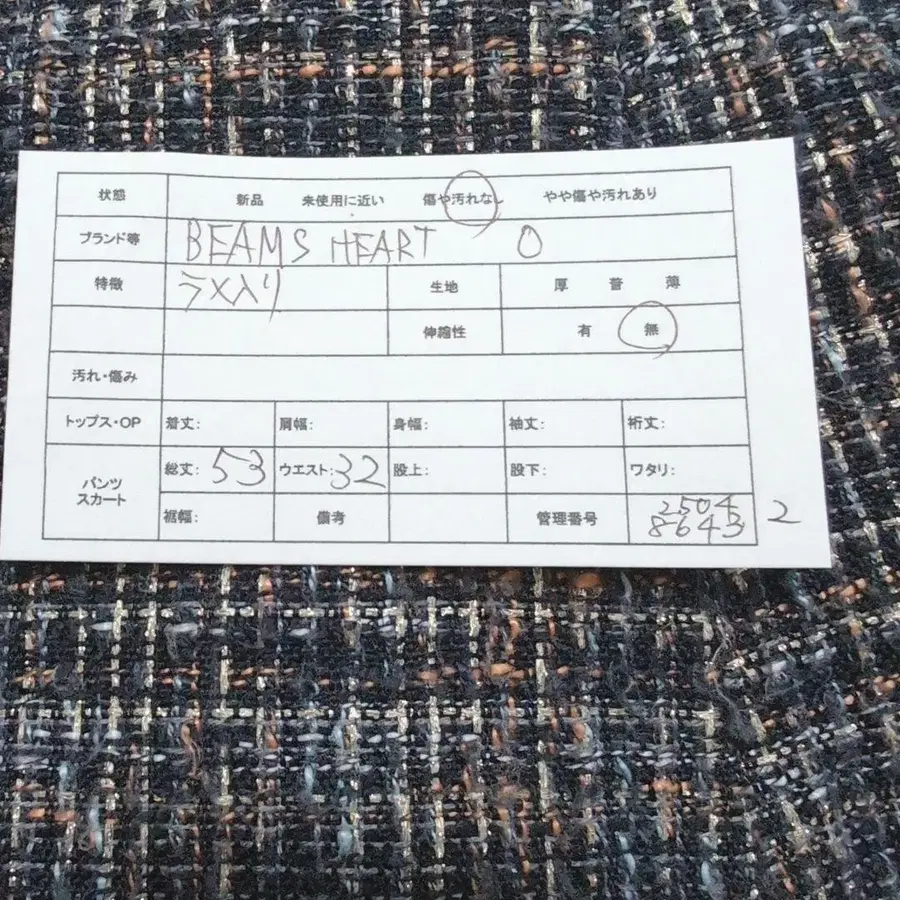 状態 新品 未使用に近い 傷や汚れなし やや傷や汚れあり
ブランド等 BEAMS HEART 0
特徴 ラメ入り 生地 厚 普 薄
伸縮性 有 無
汚れ・傷み
トップス・OP 着丈: 肩幅: 身幅: 袖丈: 裄丈:
パンツ スカート 総丈: 53 ウエスト: 32 股上: 股下: ワタリ:
裾幅: 備考 管理番号 2504
8643 2